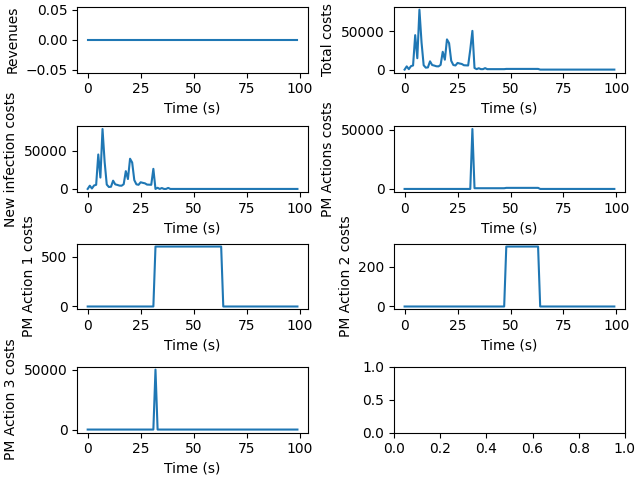 Revenues
0.05
0.00
−0.05
0 25 50 75 100
Time (s)
Total costs
50000
0
0 25 50 75 100
Time (s)
New infection costs
50000
0
0 25 50 75 100
Time (s)
PM Actions costs
50000
0
0 25 50 75 100
Time (s)
PM Action 1 costs
500
0
0 25 50 75 100
Time (s)
PM Action 2 costs
200
0
0 25 50 75 100
Time (s)
PM Action 3 costs
50000
0
0 25 50 75 100
Time (s)
1.0
0.5
0.0
0.0 0.2 0.4 0.6 0.8 1.0